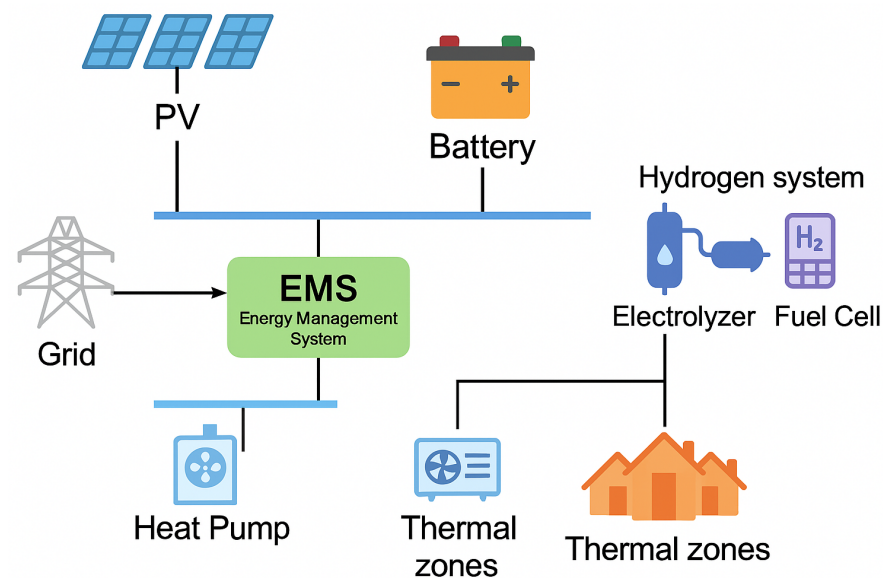 PV
Battery
Hydrogen system
H2
Electrolyzer
Fuel Cell
EMS
Energy Management
System
Grid
Heat Pump
Thermal
zones
Thermal zones